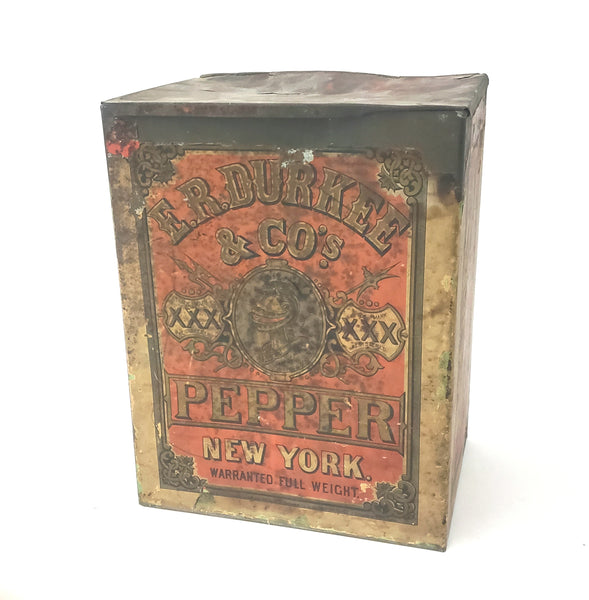 E.R. DURKEE
& CO'S
XXX XXX
PEPPER
NEW YORK.
WARRANTED FULL WEIGHT.